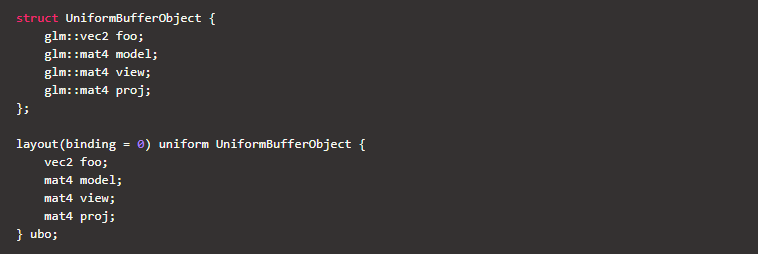 struct UniformBufferObject {
    glm::vec2 foo;
    glm::mat4 model;
    glm::mat4 view;
    glm::mat4 proj;
};

layout(binding = 0) uniform UniformBufferObject {
    vec2 foo;
    mat4 model;
    mat4 view;
    mat4 proj;
} ubo;